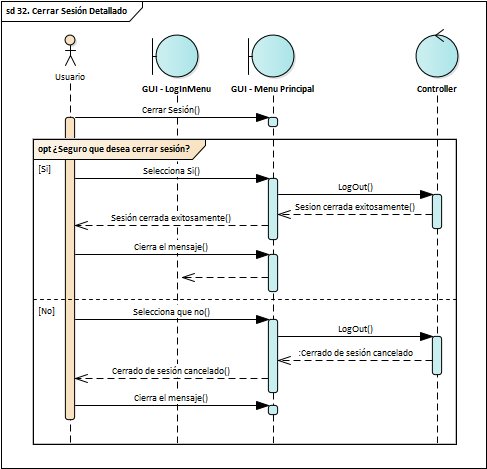 sd 32. Cerrar Sesión Detallado
Usuario
GUI - LogInMenu
GUI - Menu Principal
Controller
Cerrar Sesión()
opt ¿Seguro que desea cerrar sesión?
[Si]
Selecciona Si()
LogOut()
Sesion cerrada exitosamente()
Sesión cerrada exitosamente()
Cierra el mensaje()
[No]
Selecciona que no()
LogOut()
:Cerrado de sesión cancelado
Cerrado de sesión cancelado()
Cierra el mensaje()